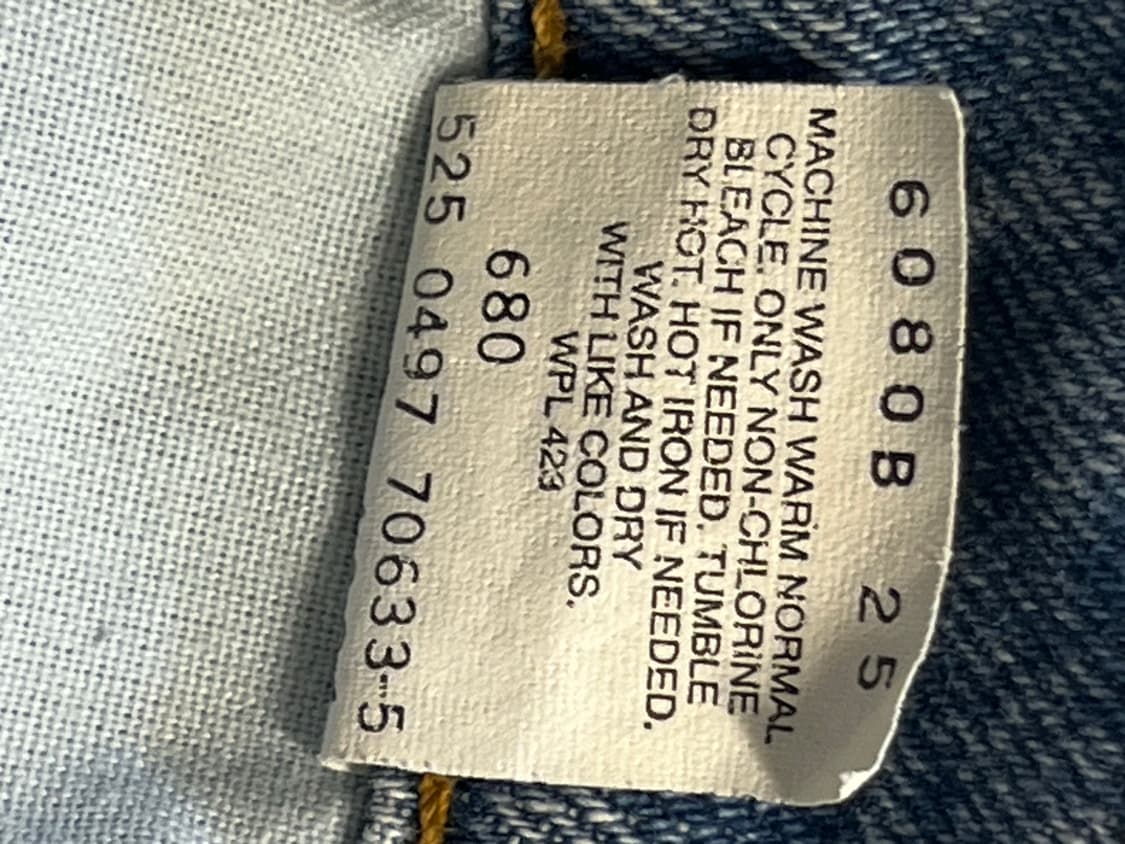 6080B 25
MACHINE WASH WARM NORMAL
CYCLE. ONLY NON-CHLORINE
BLEACH IF NEEDED. TUMBLE
DRY HOT. HOT IRON IF NEEDED.
WASH AND DRY
WITH LIKE COLORS.
WPL 423
680
525 0497 70633-5